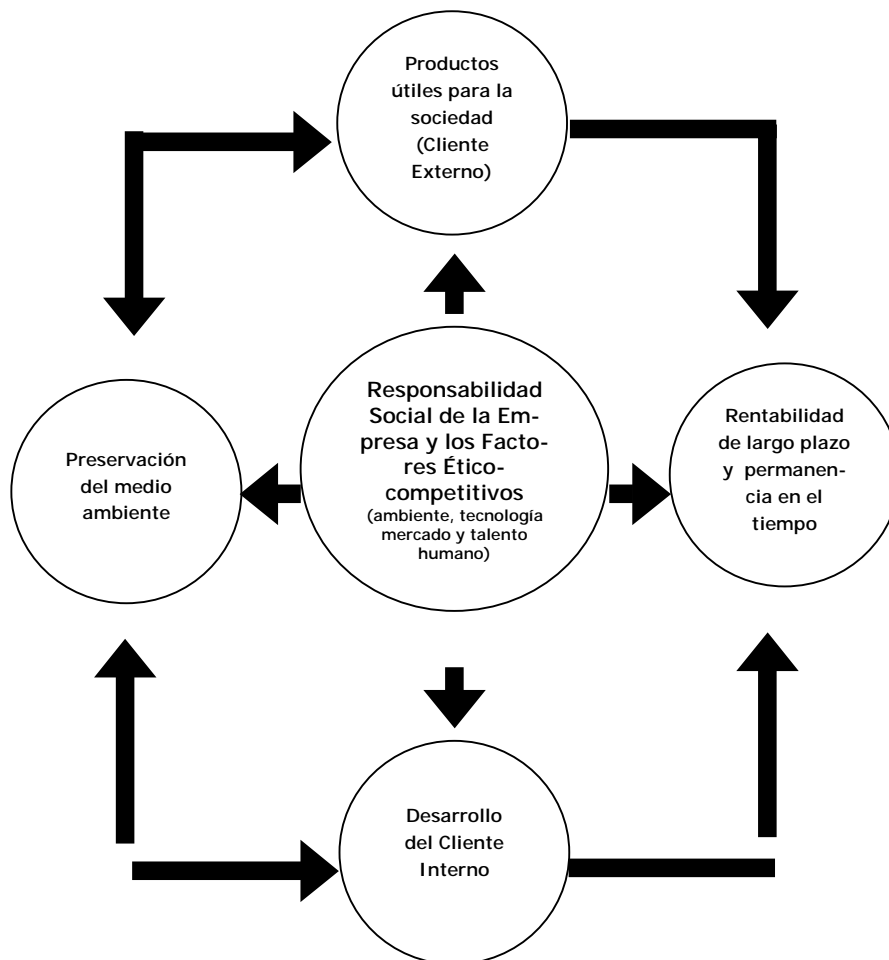 Productos
útiles para la
sociedad
(Cliente
Externo)
Responsabilidad
Social de la Em-
presa y los Facto-
res Ético-
competitivos
(ambiente, tecnología
mercado y talento
humano)
Preservación
del medio
ambiente
Rentabilidad
de largo plazo
y permanen-
cia en el
tiempo
Desarrollo
del Cliente
Interno